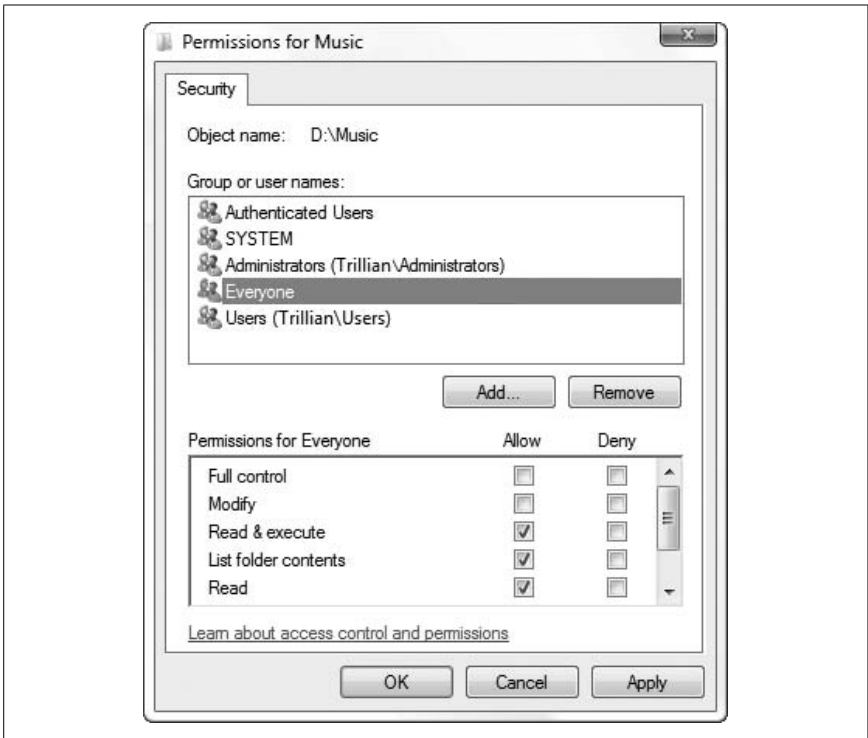 Permissions for Music
x
Security
Object name: D:\Music
Group or user names:
Authenticated Users
SYSTEM
Administrators (Trillian\Administrators)
Everyone
Users (Trillian\Users)
Add... Remove
Permissions for Everyone Allow Deny
Full control
Modify
Read & execute
List folder contents
Read
Learn about access control and permissions
OK Cancel Apply